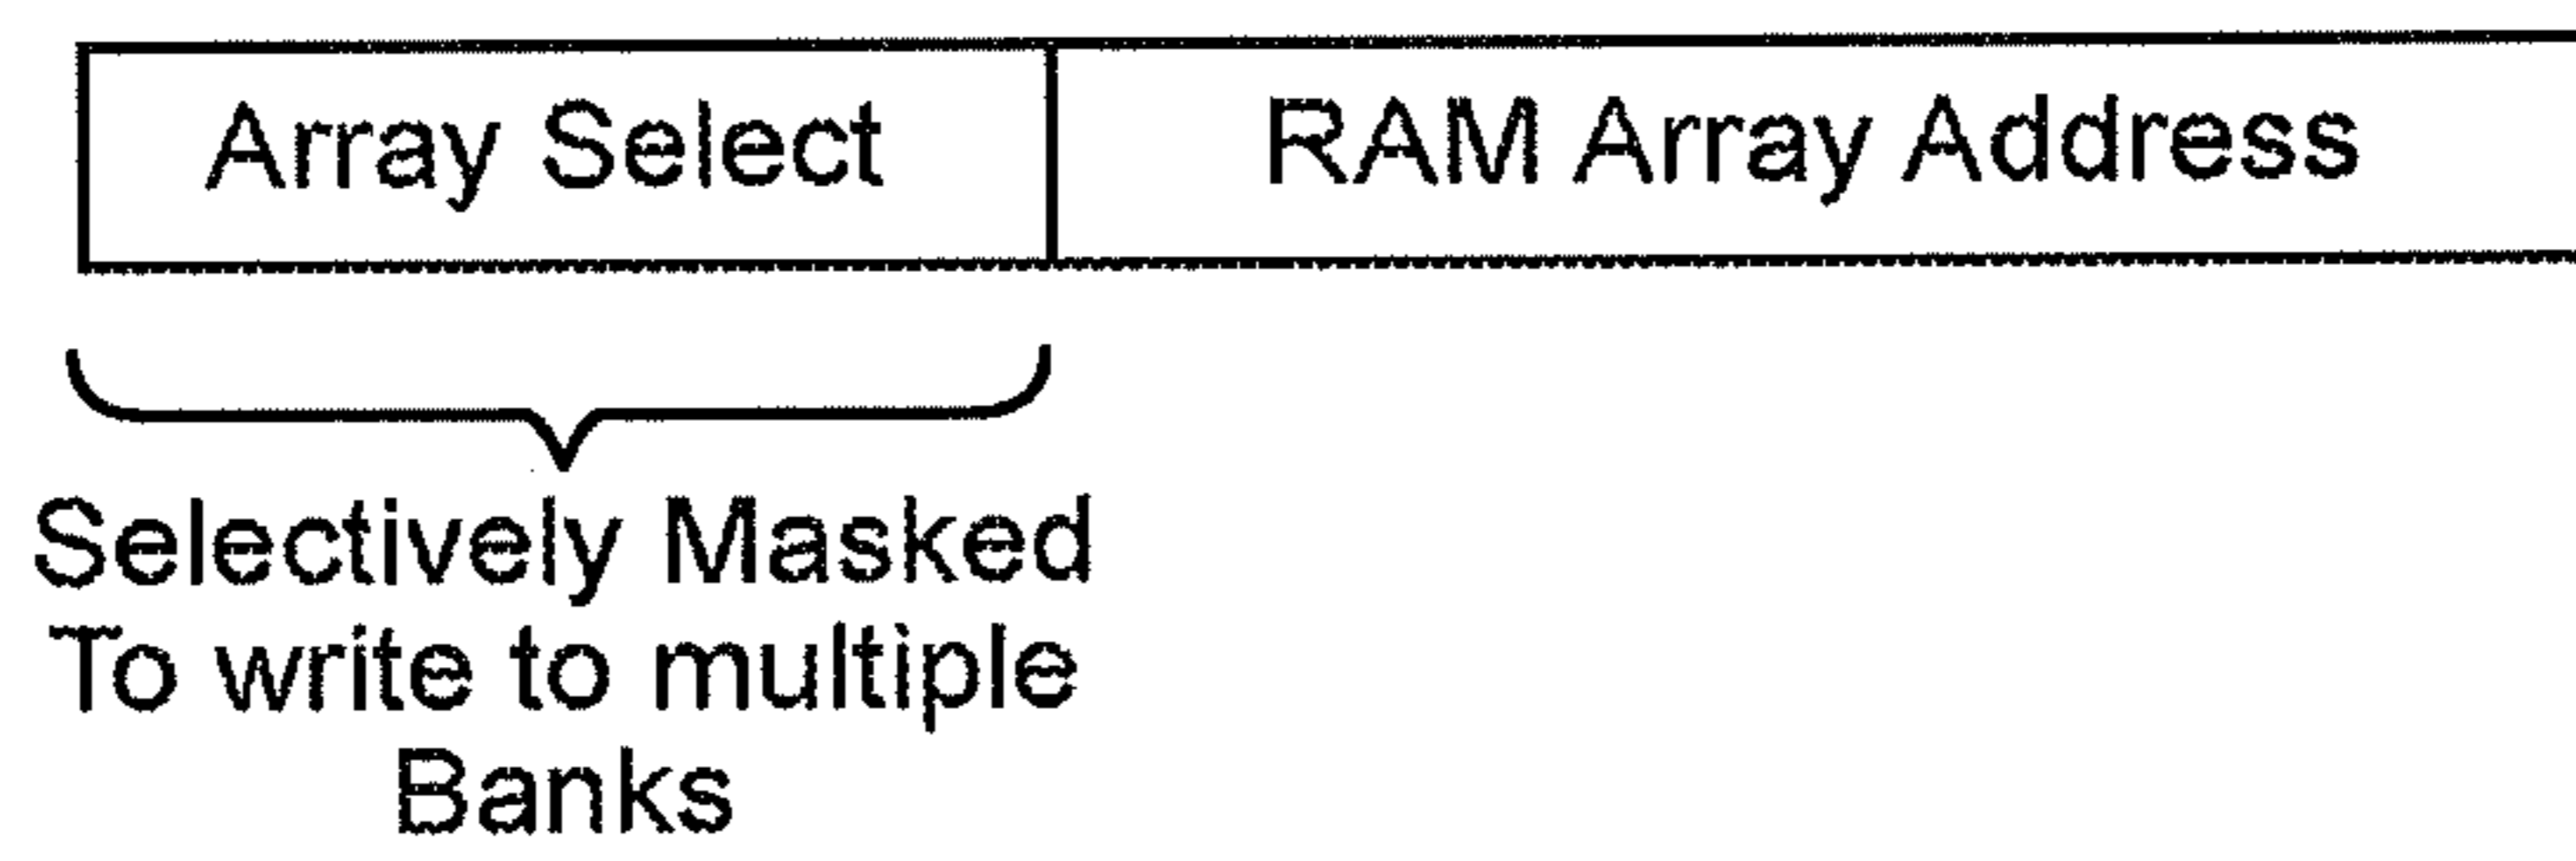 Array Select RAM Array Address
Selectively Masked
To write to multiple
Banks